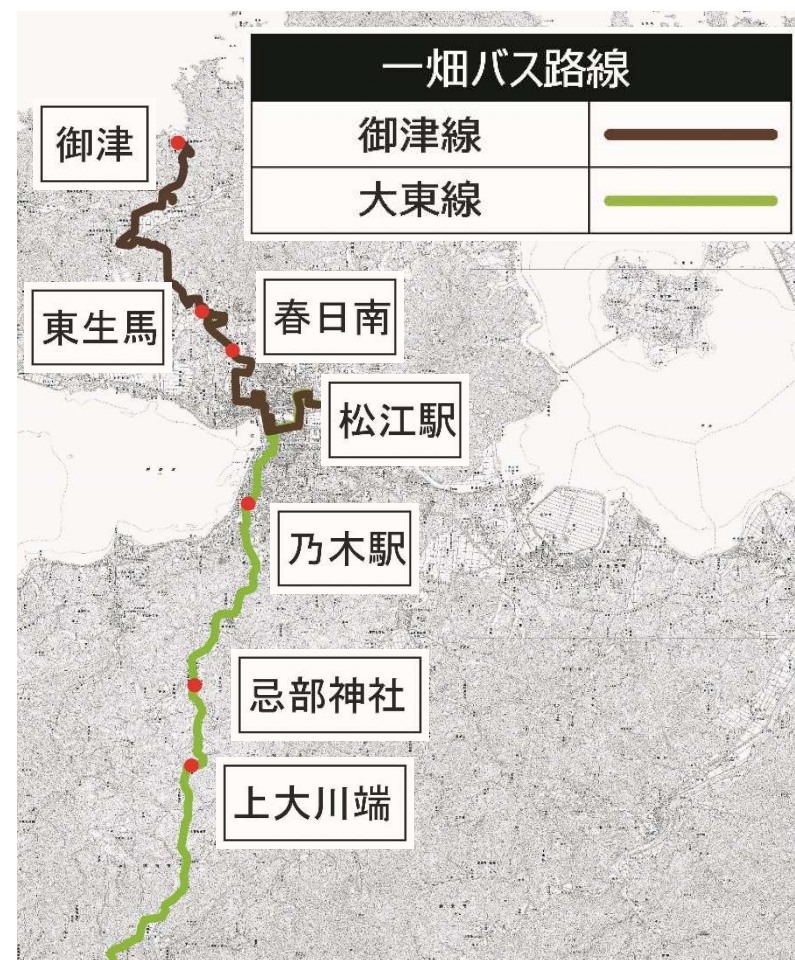 一畑バス路線
御津線
大東線
御津
東生馬
春日南
松江駅
乃木駅
忌部神社
上大川端